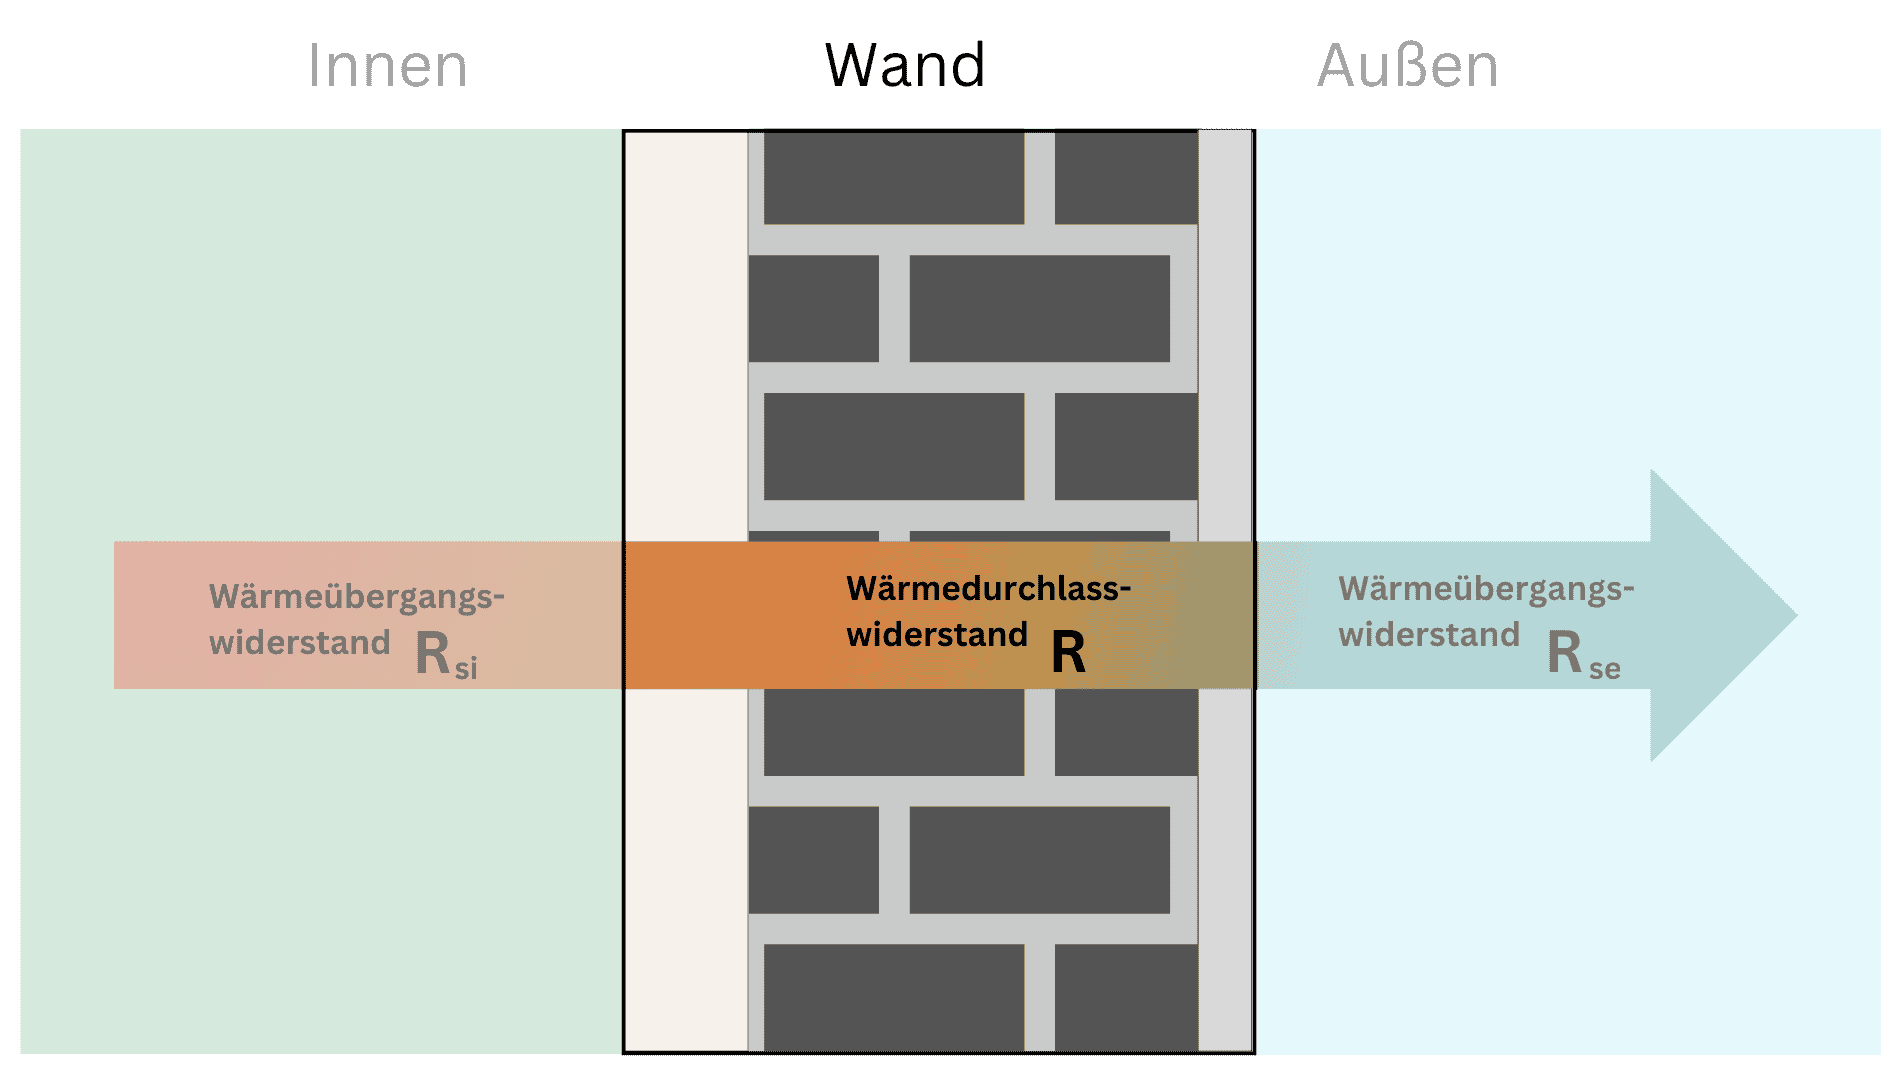 Innen
Wand
Außen
Wärmeübergangs-
widerstand R si
Wärmedurchlass-
widerstand R
Wärmeübergangs-
widerstand R se